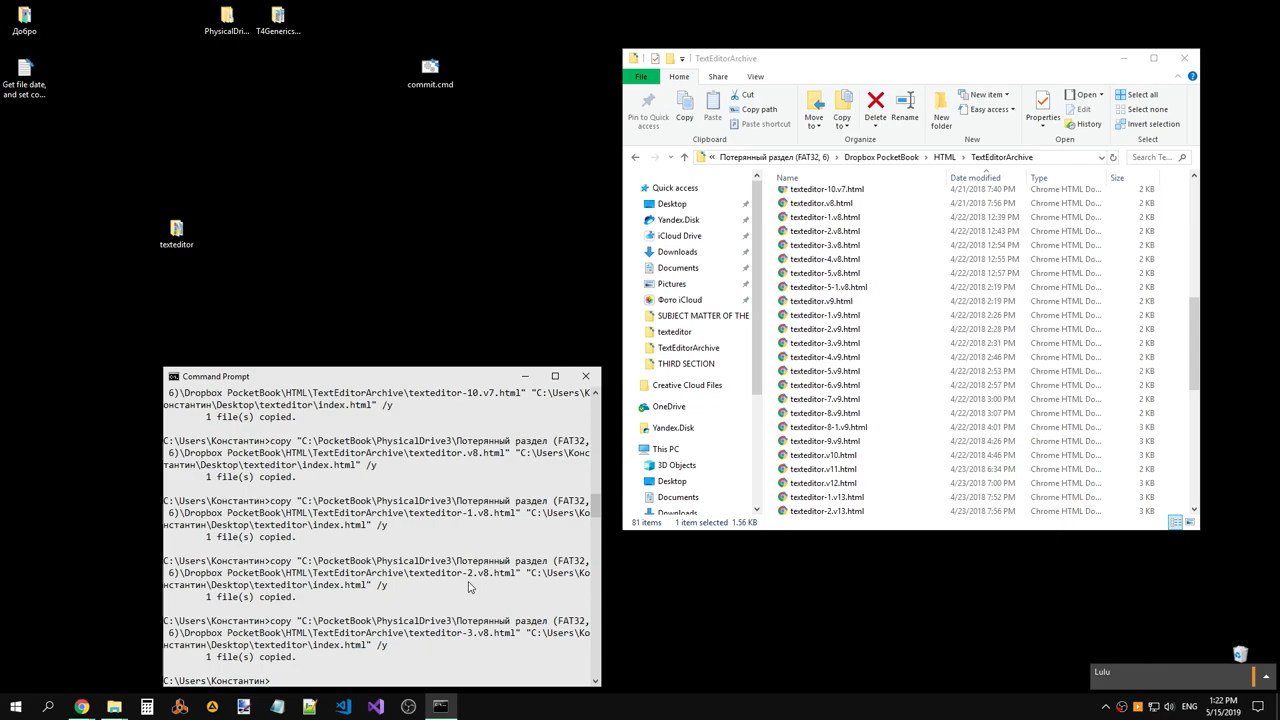 Добро
PhysicalDri...
T4Generics...
Get file date,
and set co...
commit.cmd
texteditor
TextEditorArchive
File
Home
Share
View
Pin to Quick
access
Copy
Paste
Cut
Copy path
Paste shortcut
Clipboard
Move
to
Copy
to
Delete
Rename
Organize
New
folder
New item
Easy access
New
Properties
Open
Edit
History
Open
Select all
Select none
Invert selection
Select
« Потерянный раздел (FAT32, 6) › Dropbox PocketBook › HTML › TextEditorArchive
Search Te...
Quick access
Desktop
Yandex.Disk
iCloud Drive
Downloads
Documents
Pictures
Фото iCloud
SUBJECT MATTER OF THE
texteditor
TextEditorArchive
THIRD SECTION
Creative Cloud Files
OneDrive
Yandex.Disk
This PC
3D Objects
Desktop
Documents
Downloads
Name Date modified Type Size
texteditor-10.v7.html 4/21/2018 7:40 PM Chrome HTML Do... 2 KB
texteditor.v8.html 4/21/2018 7:56 PM Chrome HTML Do... 2 KB
texteditor-1.v8.html 4/22/2018 12:39 PM Chrome HTML Do... 2 KB
texteditor-2.v8.html 4/22/2018 12:43 PM Chrome HTML Do... 2 KB
texteditor-3.v8.html 4/22/2018 12:54 PM Chrome HTML Do... 2 KB
texteditor-4.v8.html 4/22/2018 12:55 PM Chrome HTML Do... 2 KB
texteditor-5.v8.html 4/22/2018 12:57 PM Chrome HTML Do... 2 KB
texteditor-5-1.v8.html 4/22/2018 2:19 PM Chrome HTML Do... 2 KB
texteditor.v9.html 4/22/2018 2:19 PM Chrome HTML Do... 2 KB
texteditor-1.v9.html 4/22/2018 2:26 PM Chrome HTML Do... 2 KB
texteditor-2.v9.html 4/22/2018 2:28 PM Chrome HTML Do... 2 KB
texteditor-3.v9.html 4/22/2018 2:31 PM Chrome HTML Do... 2 KB
texteditor-4.v9.html 4/22/2018 2:46 PM Chrome HTML Do... 2 KB
texteditor-5.v9.html 4/22/2018 2:53 PM Chrome HTML Do... 2 KB
texteditor-6.v9.html 4/22/2018 2:57 PM Chrome HTML Do... 2 KB
texteditor-7.v9.html 4/22/2018 3:00 PM Chrome HTML Do... 2 KB
texteditor-8.v9.html 4/22/2018 3:07 PM Chrome HTML Do... 2 KB
texteditor-8-1.v9.html 4/22/2018 4:01 PM Chrome HTML Do... 3 KB
texteditor-9.v9.html 4/22/2018 4:26 PM Chrome HTML Do... 3 KB
texteditor.v10.html 4/22/2018 4:46 PM Chrome HTML Do... 3 KB
texteditor.v11.html 4/23/2018 6:34 PM Chrome HTML Do... 2 KB
texteditor.v12.html 4/23/2018 7:00 PM Chrome HTML Do... 3 KB
texteditor-1.v13.html 4/23/2018 7:52 PM Chrome HTML Do... 3 KB
texteditor-2.v13.html 4/23/2018 7:56 PM Chrome HTML Do... 3 KB
81 items 1 item selected 1.56 KB
Command Prompt
6)\Dropbox PocketBook\HTML\TextEditorArchive\texteditor-10.v7.html" "C:\Users\К
онстантин\Desktop\texteditor\index.html" /y
1 file(s) copied.
C:\Users\Константин>copy "C:\PocketBook\PhysicalDrive3\Потерянный раздел (FAT32,
6)\Dropbox PocketBook\HTML\TextEditorArchive\texteditor.v8.html" "C:\Users\Конс
тантин\Desktop\texteditor\index.html" /y
1 file(s) copied.
C:\Users\Константин>copy "C:\PocketBook\PhysicalDrive3\Потерянный раздел (FAT32,
6)\Dropbox PocketBook\HTML\TextEditorArchive\texteditor-1.v8.html" "C:\Users\Ко
нстантин\Desktop\texteditor\index.html" /y
1 file(s) copied.
C:\Users\Константин>copy "C:\PocketBook\PhysicalDrive3\Потерянный раздел (FAT32,
6)\Dropbox PocketBook\HTML\TextEditorArchive\texteditor-2.v8.html" "C:\Users\Ко
нстантин\Desktop\texteditor\index.html" /y
1 file(s) copied.
C:\Users\Константин>copy "C:\PocketBook\PhysicalDrive3\Потерянный раздел (FAT32,
6)\Dropbox PocketBook\HTML\TextEditorArchive\texteditor-3.v8.html" "C:\Users\Ко
нстантин\Desktop\texteditor\index.html" /y
1 file(s) copied.
C:\Users\Константин>
Lulu
ENG
1:22 PM
5/15/2019